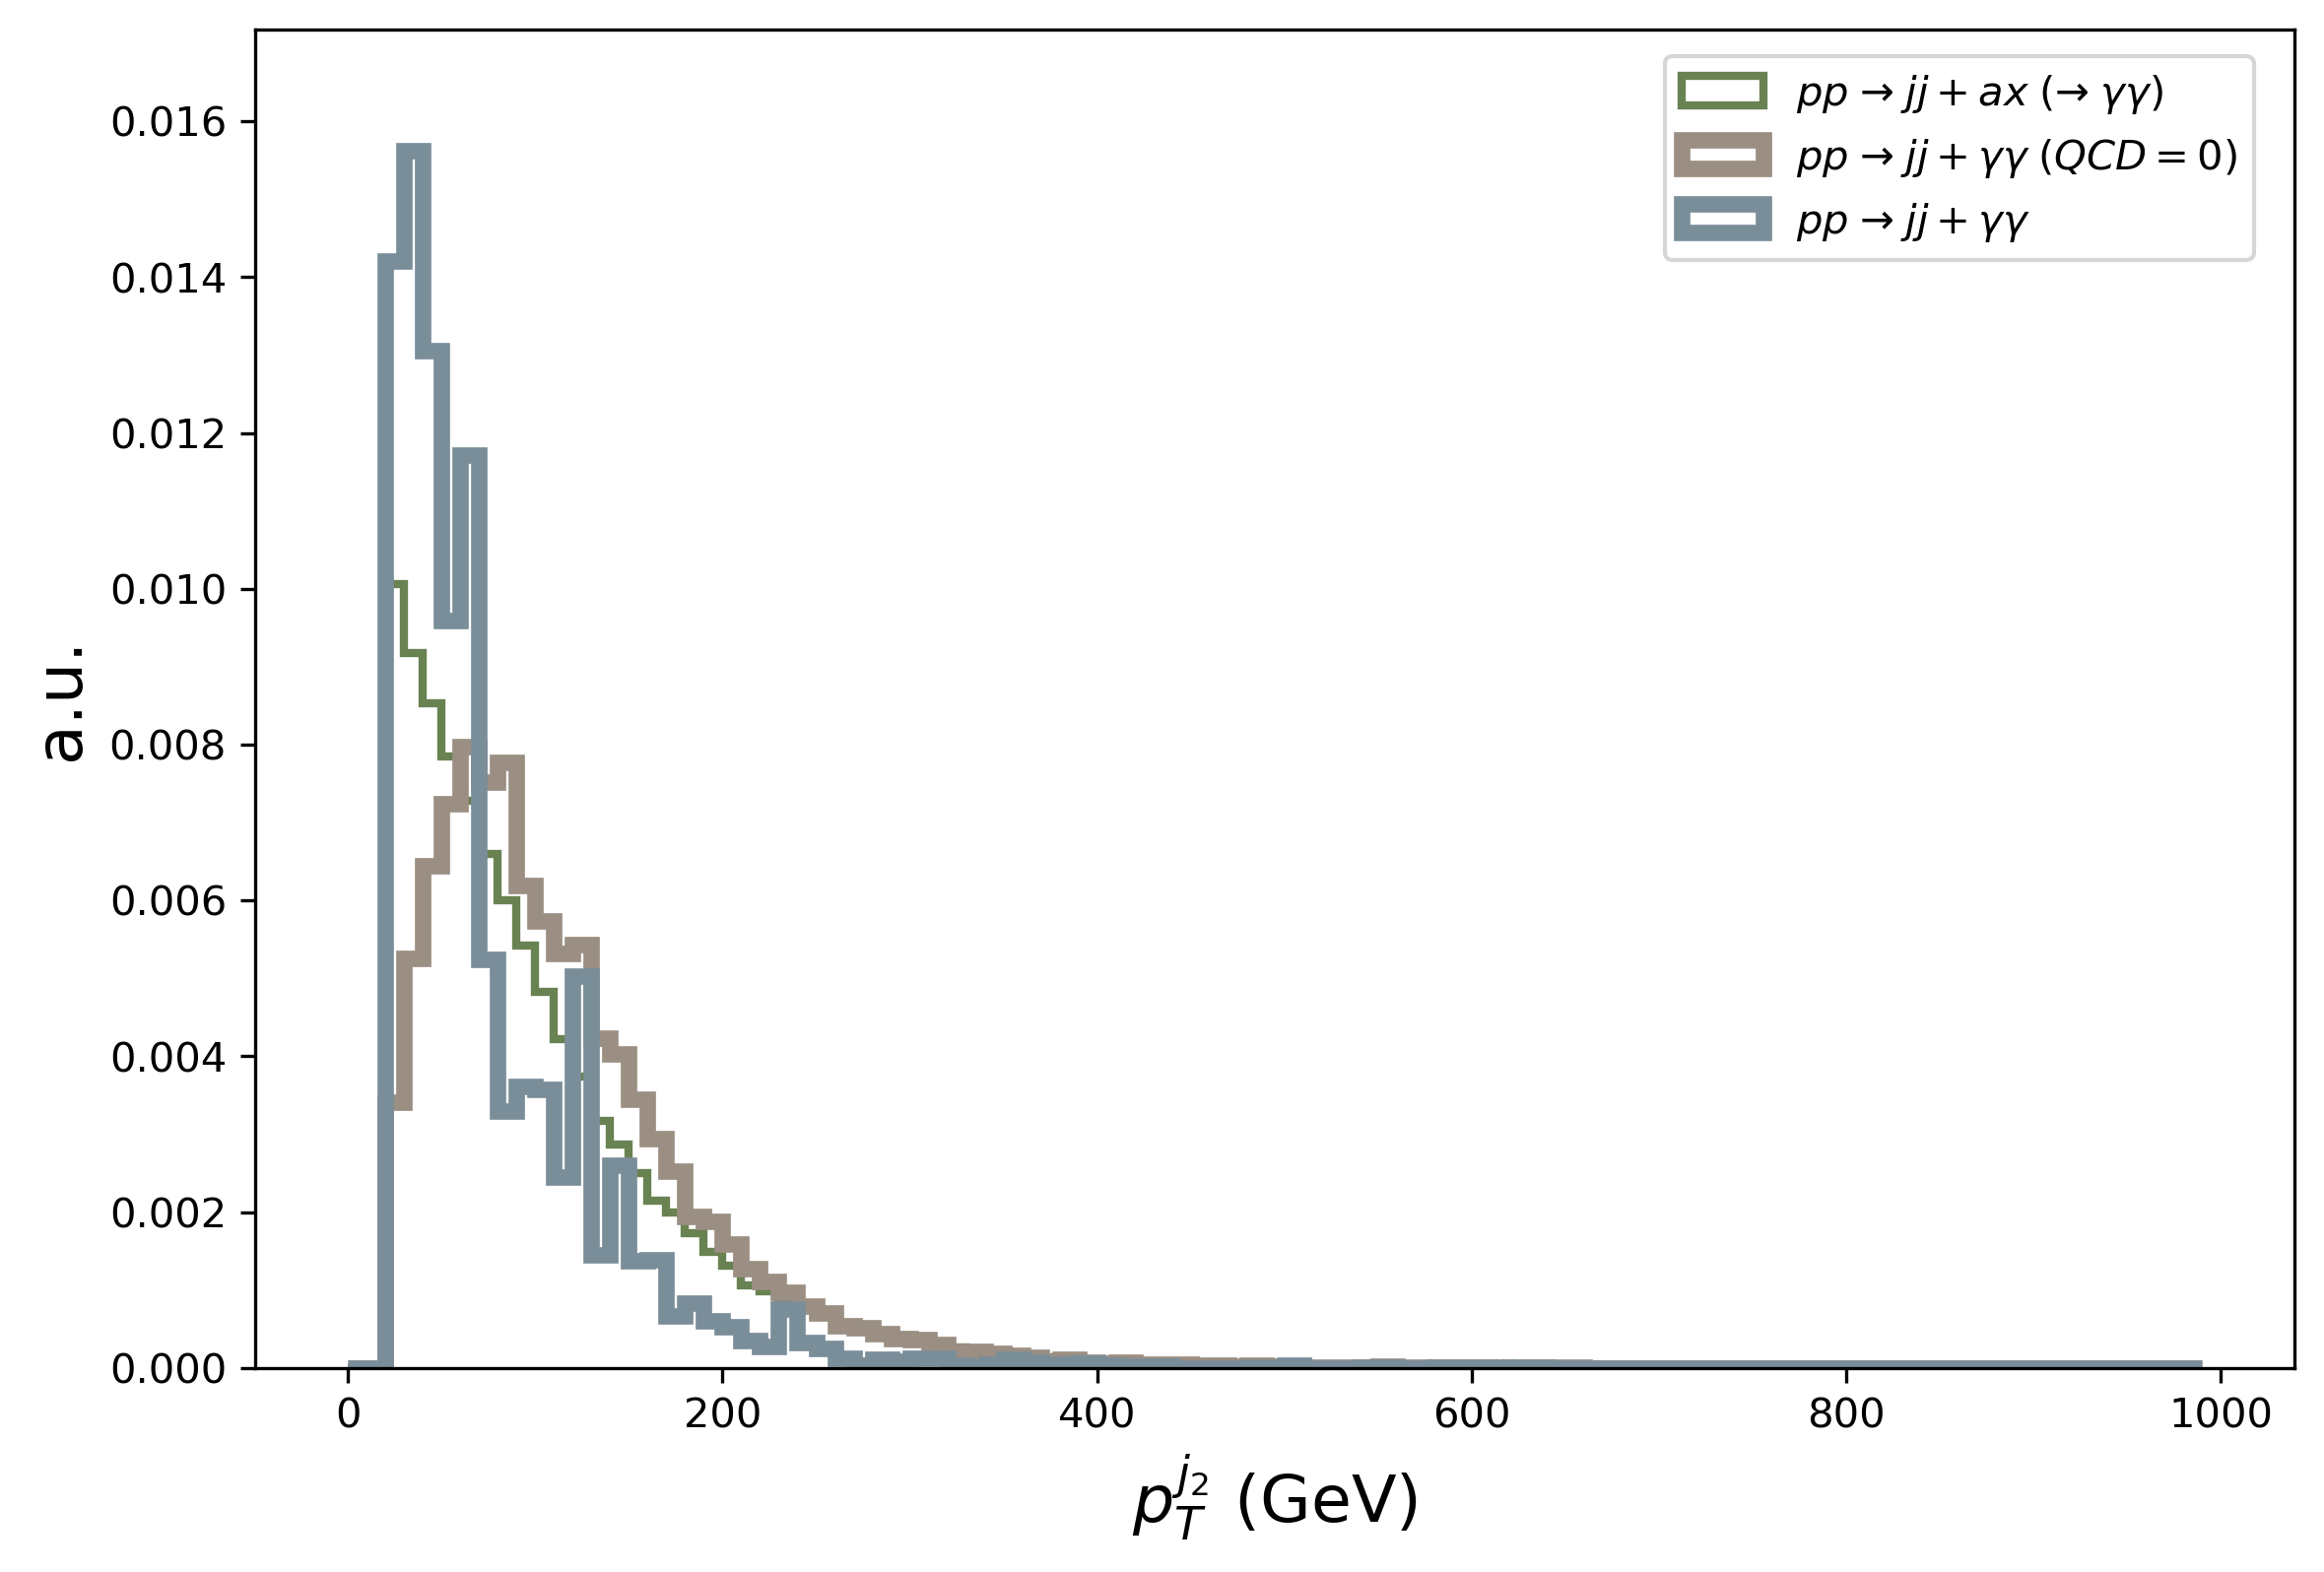 pp → jj + ax (→ γγ)
pp → jj + γγ (QCD = 0)
pp → jj + γγ
0.016
0.014
0.012
0.010
0.008
0.006
0.004
0.002
0.000
a.u.
0 200 400 600 800 1000
p_T^{j_2} (GeV)